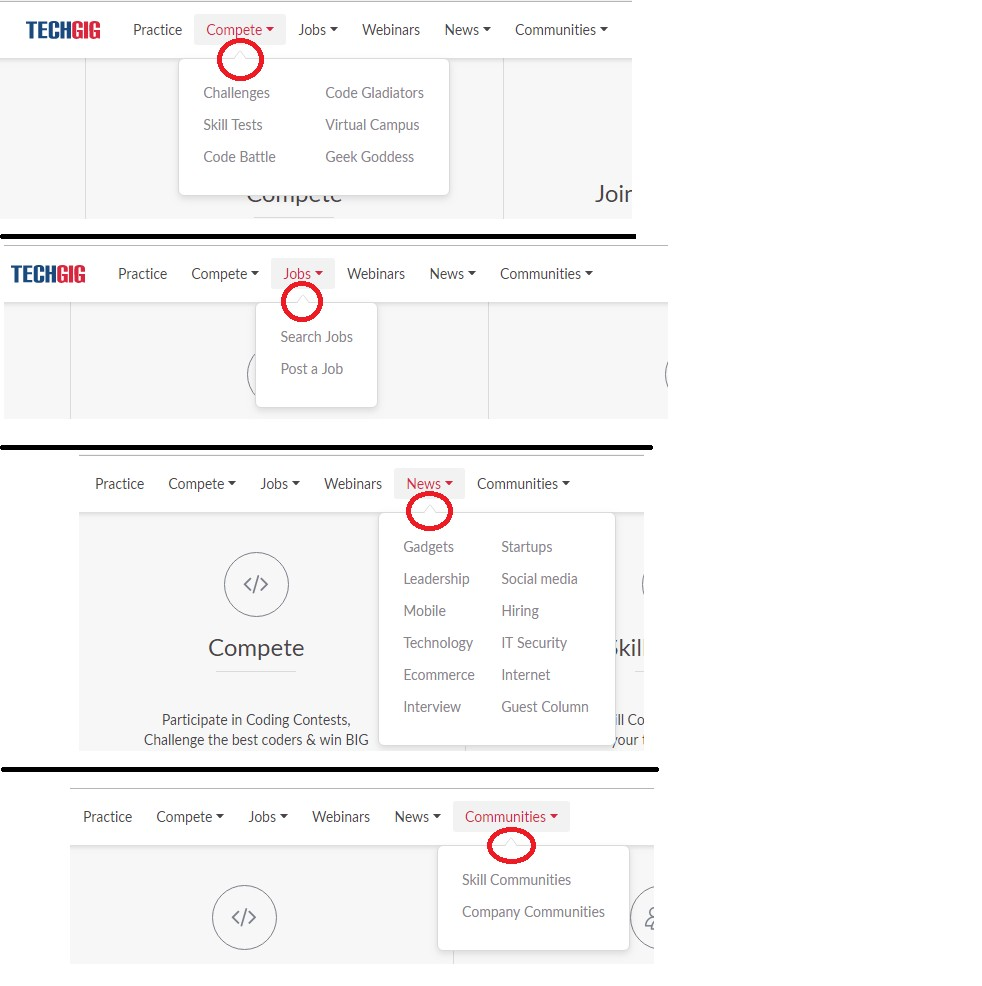 TECHGIG Practice Compete Jobs Webinars News Communities
Challenges Code Gladiators
Skill Tests Virtual Campus
Code Battle Geek Goddess
Compete Join
TECHGIG Practice Compete Jobs Webinars News Communities
Search Jobs
Post a Job
Practice Compete Jobs Webinars News Communities
Gadgets Startups
Leadership Social media
Mobile Hiring
Technology IT Security
Compete
Ecommerce Internet
Interview Guest Column
Participate in Coding Contests,
Challenge the best coders & win BIG
Practice Compete Jobs Webinars News Communities
Skill Communities
Company Communities